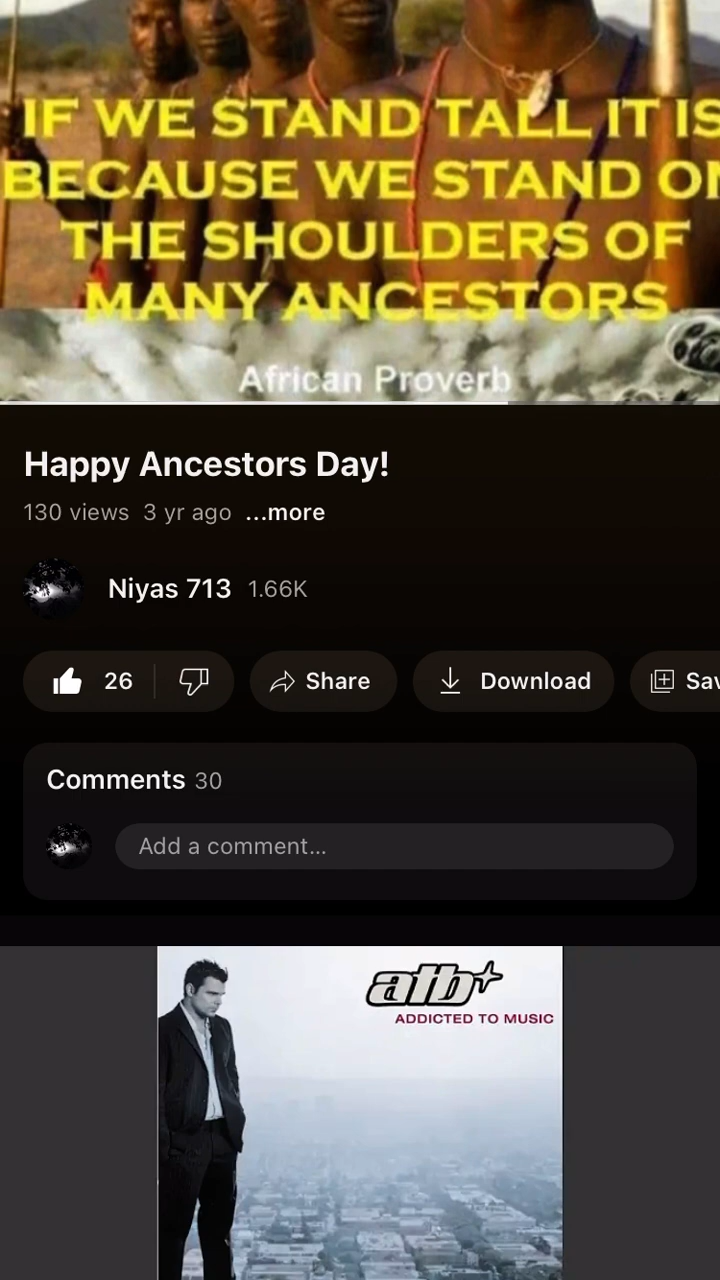 IF WE STAND TALL IT IS
BECAUSE WE STAND ON
THE SHOULDERS OF
MANY ANCESTORS
African Proverb
Happy Ancestors Day!
130 views 3 yr ago ...more
Niyas 713 1.66K
26 Share Download Sav
Comments 30
Add a comment...
atb
ADDICTED TO MUSIC